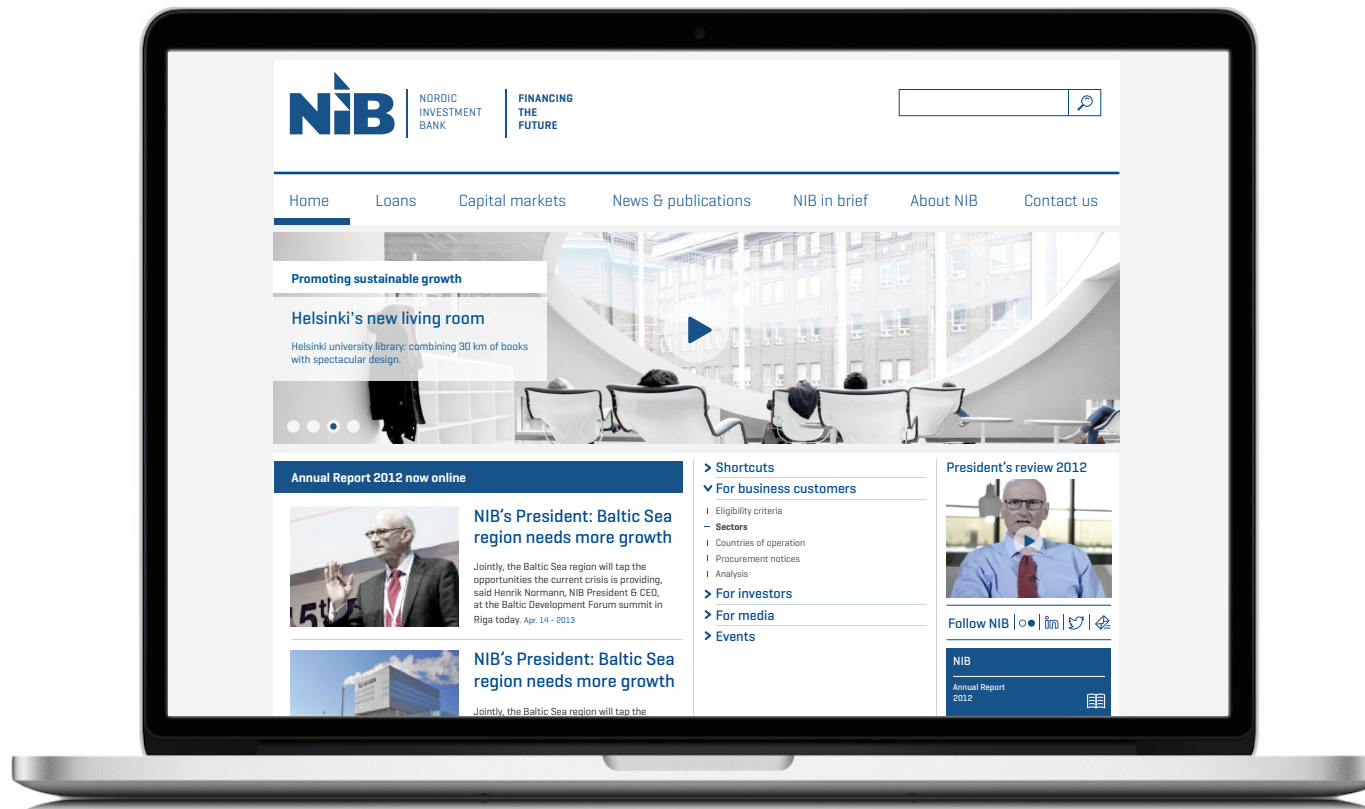 NiB
NORDIC
INVESTMENT
BANK
FINANCING
THE
FUTURE
Home Loans Capital markets News & publications NIB in brief About NIB Contact us
Promoting sustainable growth
Helsinki's new living room
Helsinki university library: combining 30 km of books
with spectacular design.
Annual Report 2012 now online
NIB’s President: Baltic Sea
region needs more growth
Jointly, the Baltic Sea region will tap the
opportunities the current crisis is providing,
said Henrik Normann, NIB President & CEO,
at the Baltic Development Forum summit in
Riga today. Apr. 14 - 2013
NIB’s President: Baltic Sea
region needs more growth
Jointly, the Baltic Sea region will tap the
Shortcuts
For business customers
Eligibility criteria
Sectors
Countries of operation
Procurement notices
Analysis
For investors
For media
Events
President’s review 2012
Follow NIB
in
NIB
Annual Report
2012